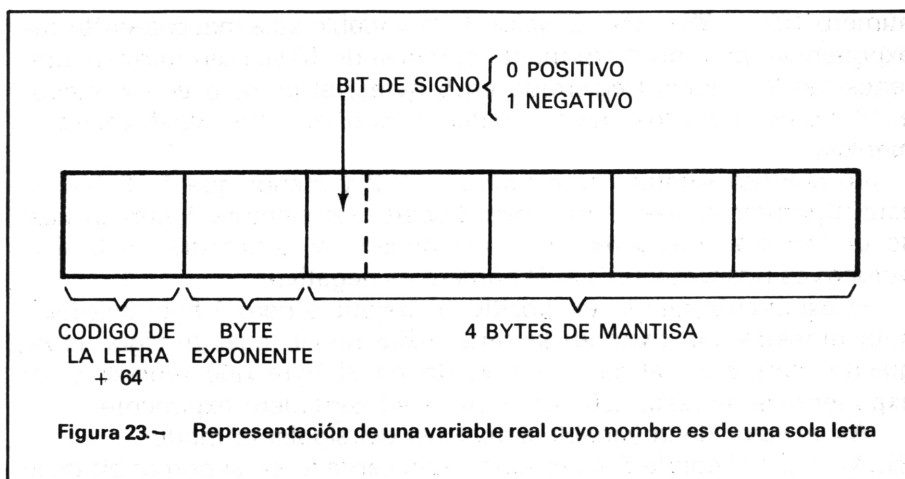 BIT DE SIGNO
0 POSITIVO
1 NEGATIVO
CODIGO DE
LA LETRA
+ 64
BYTE
EXPONENTE
4 BYTES DE MANTISA
Figura 23.— Representación de una variable real cuyo nombre es de una sola letra